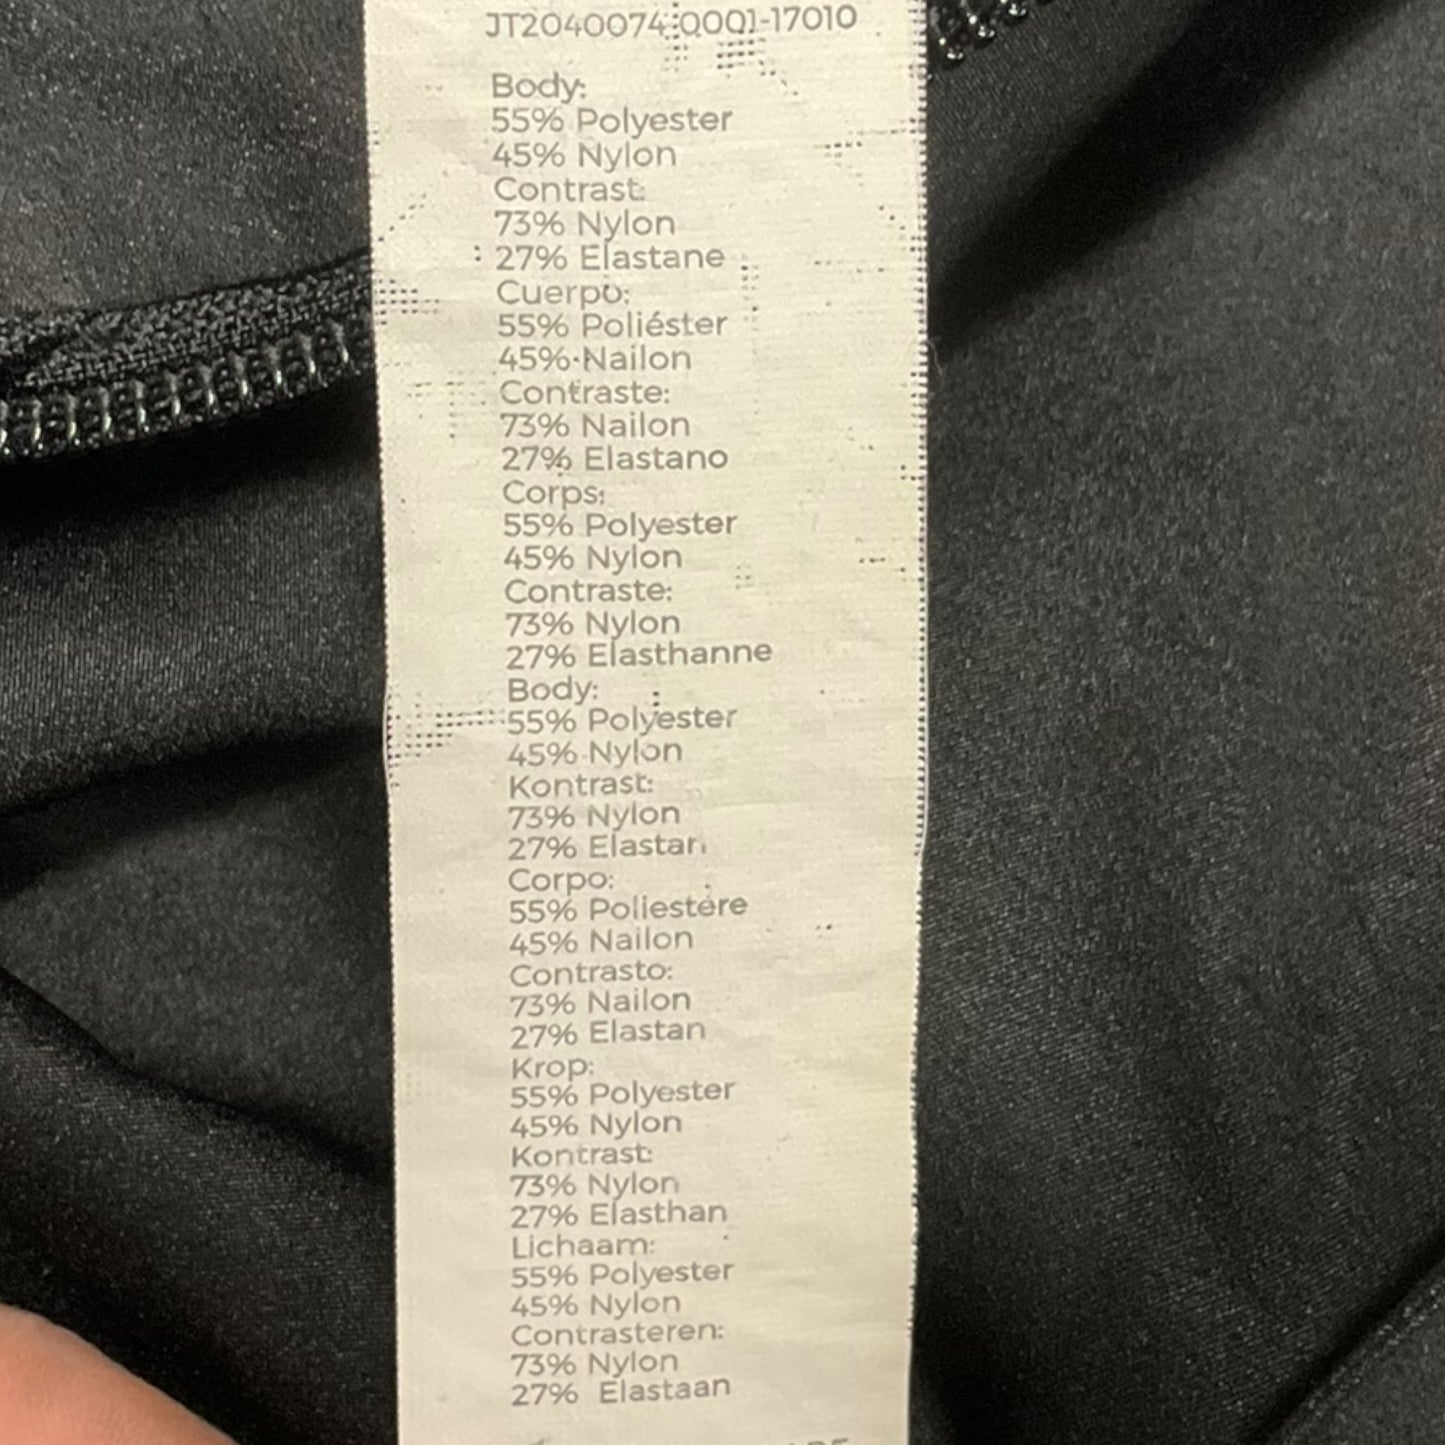 JT2040074 0001-17010
Body:
55% Polyester
45% Nylon
Contrast:
73% Nylon
27% Elastane
Cuerpo:
55% Poliéster
45% Nailon
Contraste:
73% Nailon
27% Elastano
Corps:
55% Polyester
45% Nylon
Contraste:
73% Nylon
27% Elasthanne
Body:
55% Polyester
45% Nylon
Kontrast:
73% Nylon
27% Elastan
Corpo:
55% Poliestere
45% Nailon
Contrasto:
73% Nailon
27% Elastan
Krop:
55% Polyester
45% Nylon
Kontrast:
73% Nylon
27% Elasthan
Lichaam:
55% Polyester
45% Nylon
Contrasteren:
73% Nylon
27% Elastaan